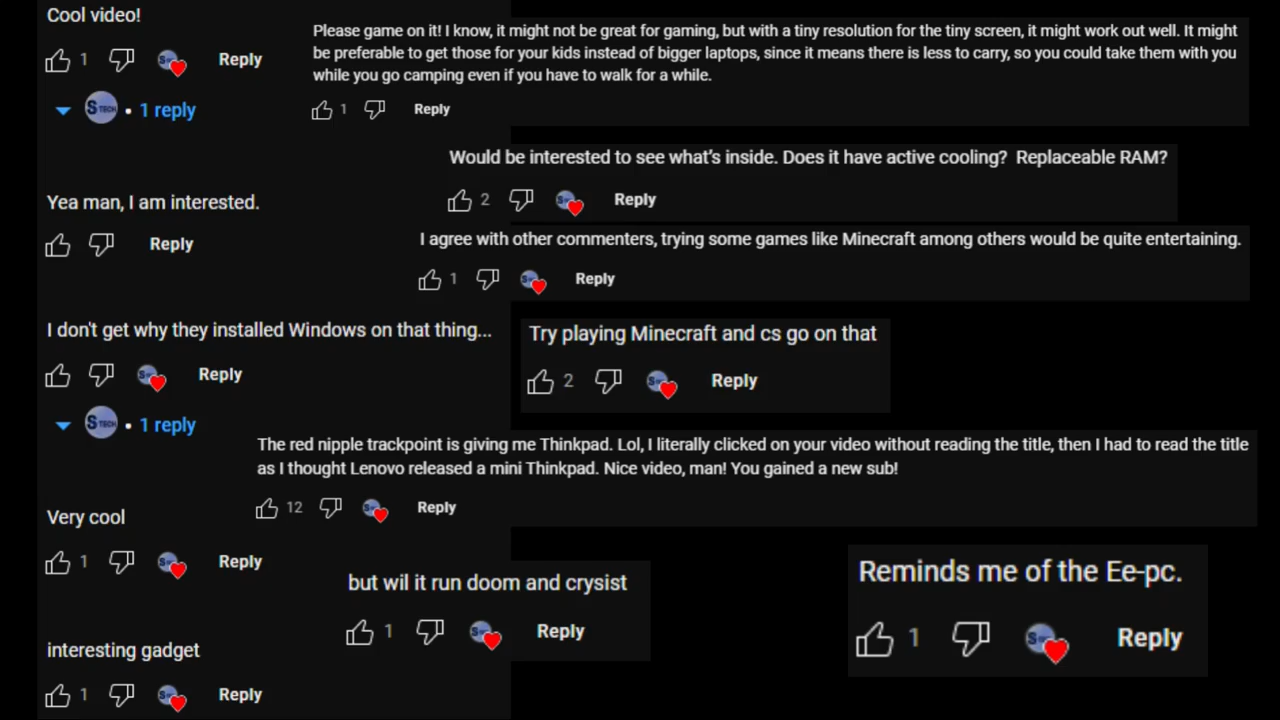 Cool video!
1
Reply
S TECH • 1 reply
Please game on it! I know, it might not be great for gaming, but with a tiny resolution for the tiny screen, it might work out well. It might
be preferable to get those for your kids instead of bigger laptops, since it means there is less to carry, so you could take them with you
while you go camping even if you have to walk for a while.
1
Reply
Would be interested to see what's inside. Does it have active cooling? Replaceable RAM?
2
Reply
Yea man, I am interested.
Reply
I agree with other commenters, trying some games like Minecraft among others would be quite entertaining.
1
Reply
I don't get why they installed Windows on that thing...
Reply
S TECH • 1 reply
Try playing Minecraft and cs go on that
2
Reply
The red nipple trackpoint is giving me Thinkpad. Lol, I literally clicked on your video without reading the title, then I had to read the title
as I thought Lenovo released a mini Thinkpad. Nice video, man! You gained a new sub!
12
Reply
Very cool
1
Reply
but wil it run doom and crysist
1
Reply
Reminds me of the Ee-pc.
1
Reply
interesting gadget
1
Reply